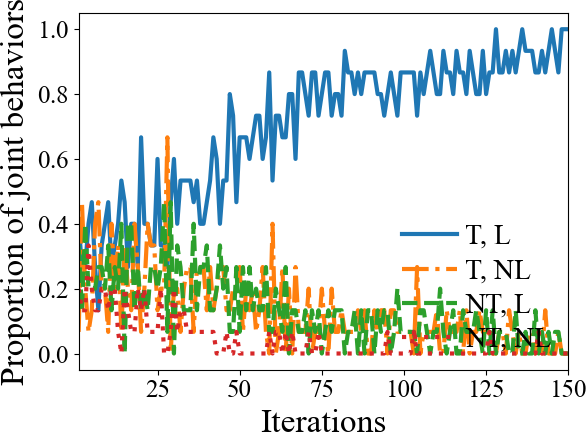 Proportion of joint behaviors
1.0
0.8
0.6
0.4
0.2
0.0
T, L
T, NL
NT, L
NT, NL
25 50 75 100 125 150
Iterations